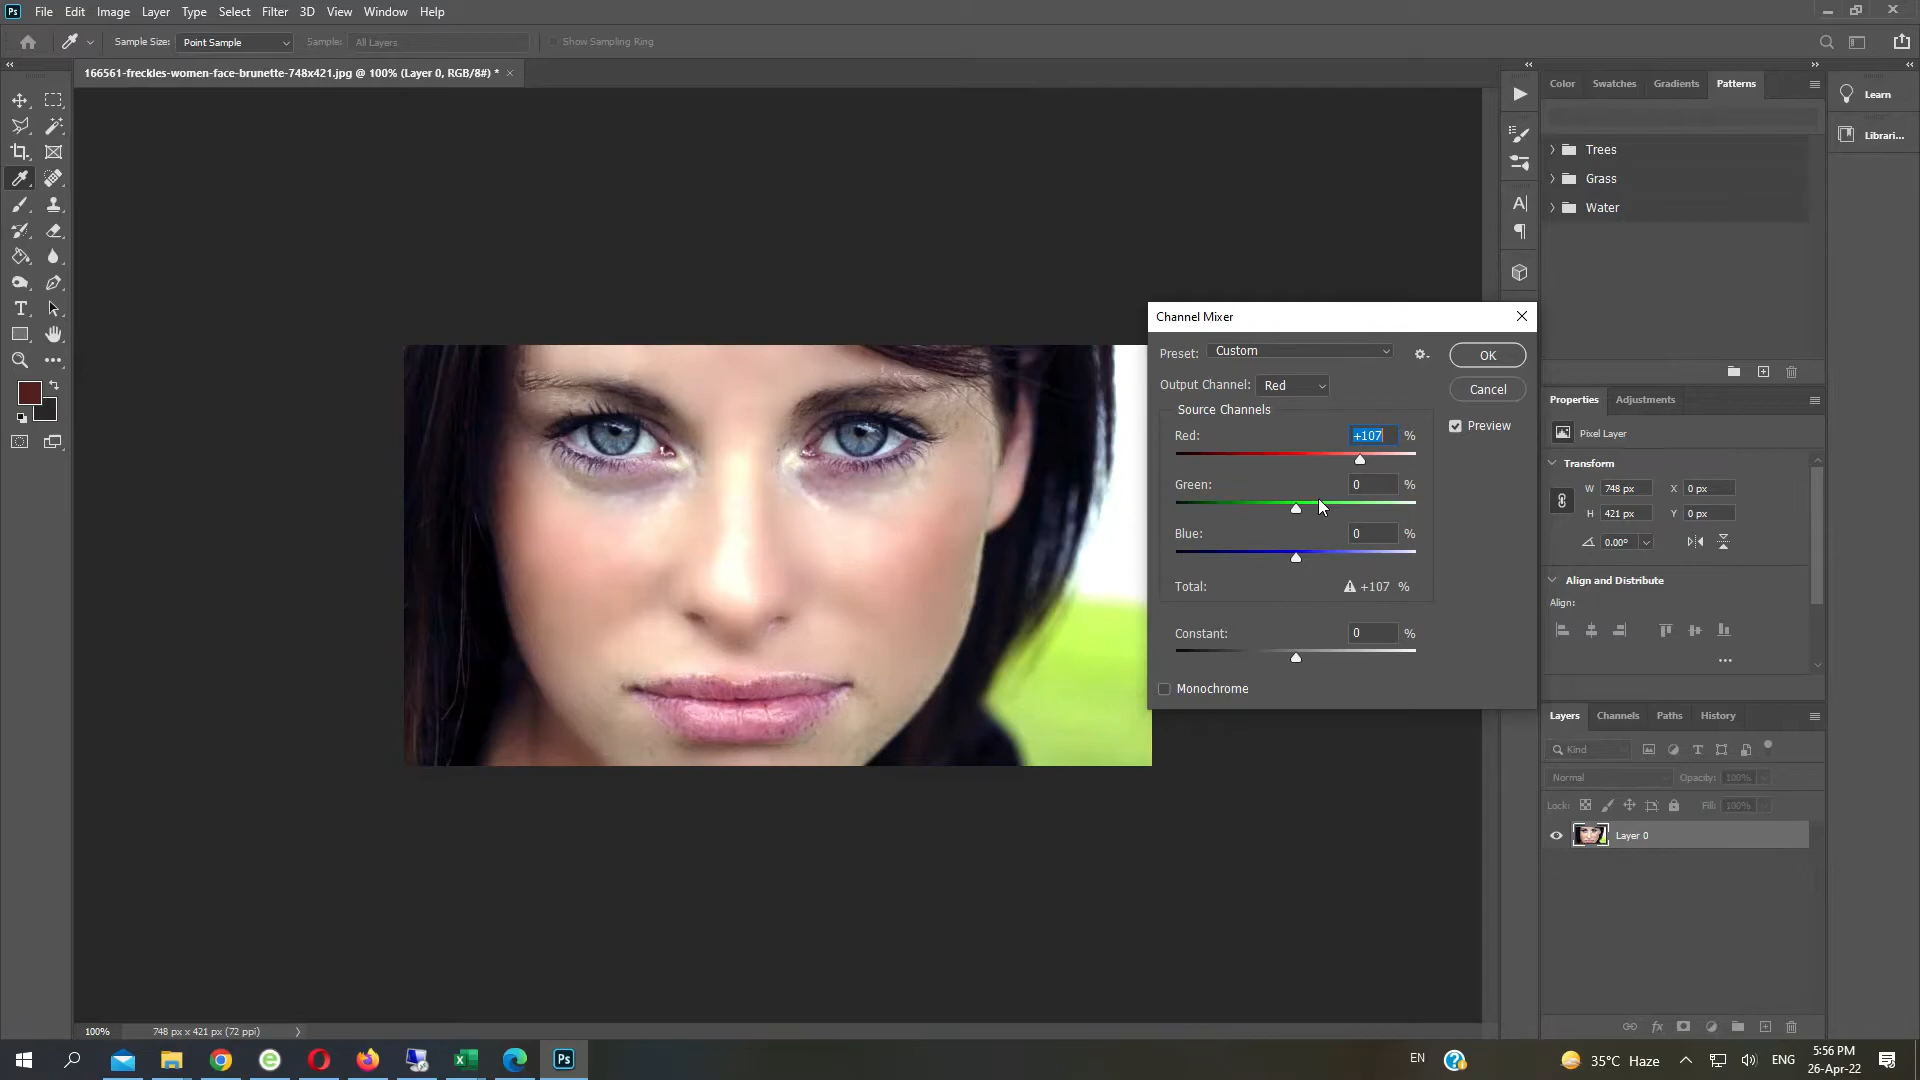 Ps File Edit Image Layer Type Select Filter 3D View Window Help
Sample Size: Point Sample Sample: All Layers Show Sampling Ring
166561-freckles-women-face-brunette-748x421.jpg @ 100% (Layer 0, RGB/8#) * ×
Color Swatches Gradients Patterns
Learn
Librari...
Trees
Grass
Water
Channel Mixer
Preset: Custom
OK
Output Channel: Red
Cancel
Source Channels
Preview
Red: +107 %
Green: 0 %
Blue: 0 %
Total: +107 %
Constant: 0 %
Monochrome
Properties Adjustments
Pixel Layer
Transform
W 748 px X 0 px
H 421 px Y 0 px
0.00°
Align and Distribute
Align:
•••
Layers Channels Paths History
Kind
Normal Opacity: 100%
Lock: Fill: 100%
Layer 0
100% 748 px x 421 px (72 ppi)
EN 35°C Haze ENG 5:56 PM
26-Apr-22